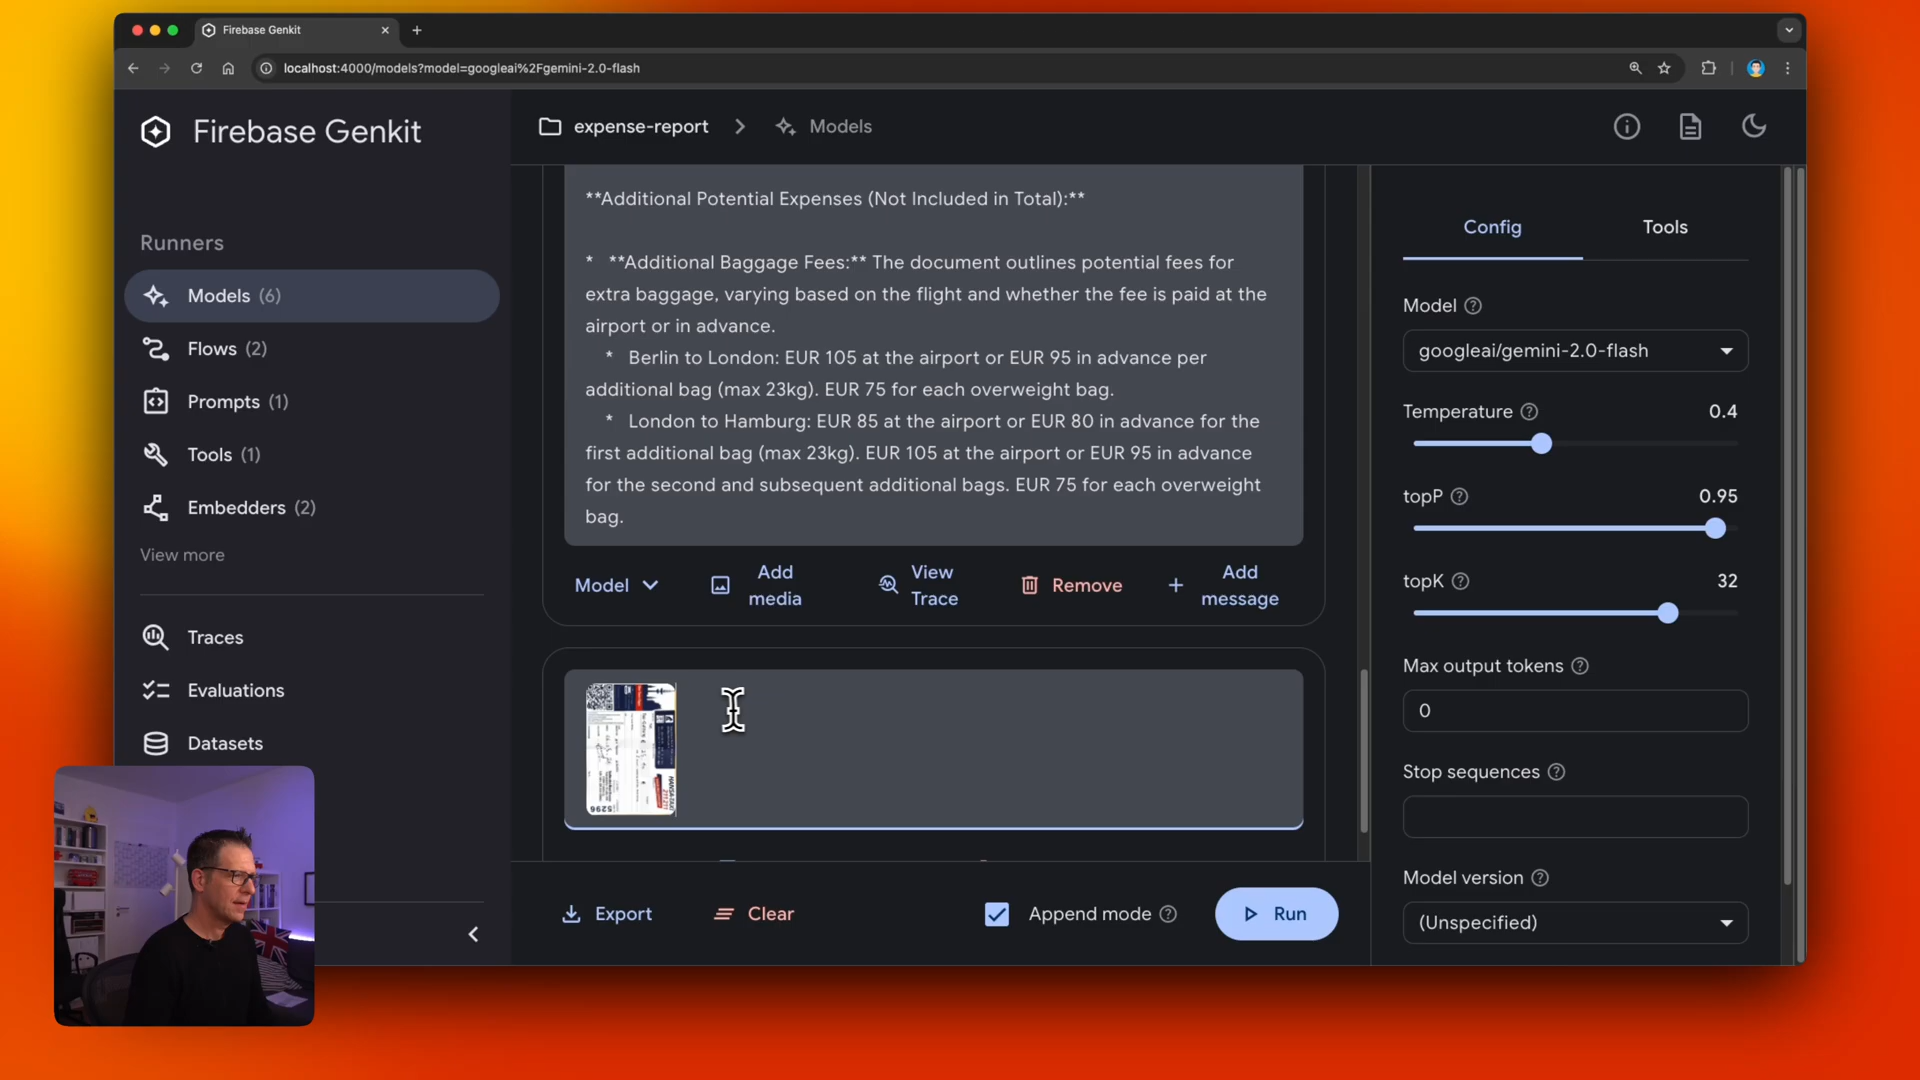 Firebase Genkit
localhost:4000/models?model=googleai%2Fgemini-2.0-flash
Firebase Genkit
expense-report
Models
Runners
Models (6)
Flows (2)
Prompts (1)
Tools (1)
Embedders (2)
View more
Traces
Evaluations
Datasets
**Additional Potential Expenses (Not Included in Total):**
* **Additional Baggage Fees:** The document outlines potential fees for
extra baggage, varying based on the flight and whether the fee is paid at the
airport or in advance.
* Berlin to London: EUR 105 at the airport or EUR 95 in advance per
additional bag (max 23kg). EUR 75 for each overweight bag.
* London to Hamburg: EUR 85 at the airport or EUR 80 in advance for the
first additional bag (max 23kg). EUR 105 at the airport or EUR 95 in advance
for the second and subsequent additional bags. EUR 75 for each overweight
bag.
Model
Add media
View Trace
Remove
Add message
HANSA-TAXI
211211
5296
Export
Clear
Append mode
Run
Config
Tools
Model
googleai/gemini-2.0-flash
Temperature
0.4
topP
0.95
topK
32
Max output tokens
0
Stop sequences
Model version
(Unspecified)